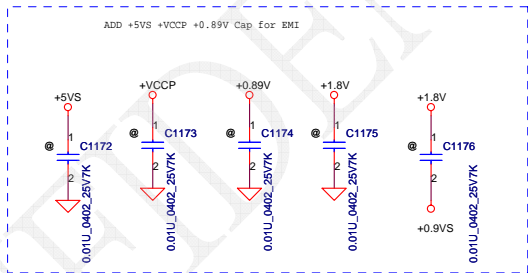 ADD +5VS +VCCP +0.89V Cap for EMI
+5VS
1
@
C1172
2
0.01U_0402_25V7K
+VCCP
1
@
C1173
2
0.01U_0402_25V7K
+0.89V
1
@
C1174
2
0.01U_0402_25V7K
+1.8V
1
@
C1175
2
0.01U_0402_25V7K
+1.8V
1
@
C1176
2
0.01U_0402_25V7K
+0.9VS